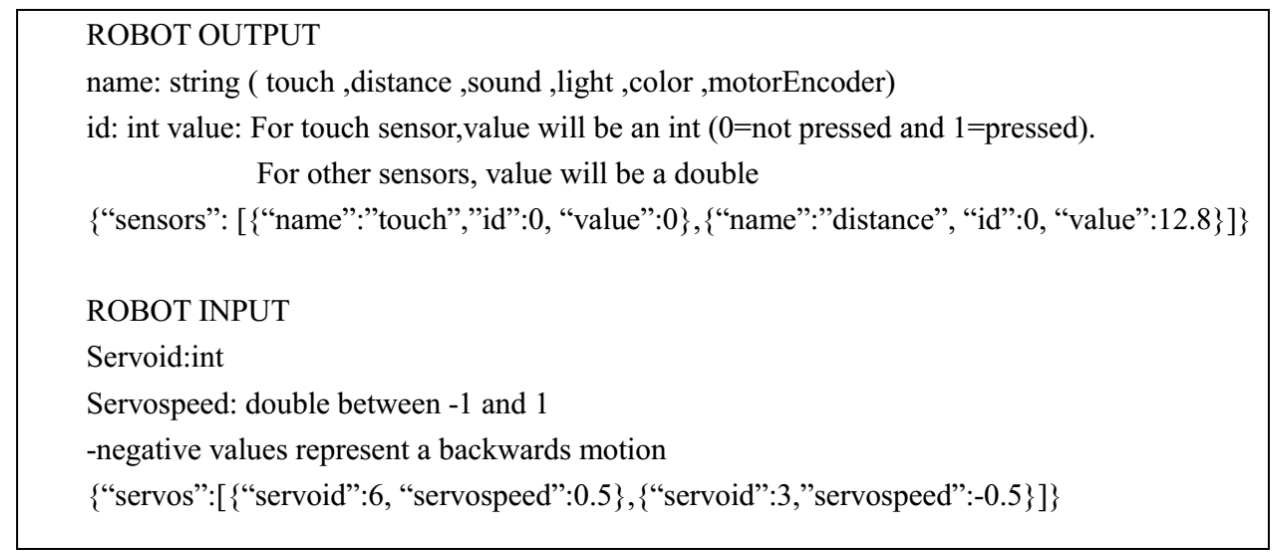 ROBOT OUTPUT
name: string ( touch ,distance ,sound ,light ,color ,motorEncoder)
id: int value: For touch sensor,value will be an int (0=not pressed and 1=pressed).
For other sensors, value will be a double
{“sensors”: [{“name”:”touch”,”id”:0, “value”:0},{“name”:”distance”, “id”:0, “value”:12.8}]}
ROBOT INPUT
Servoid:int
Servospeed: double between -1 and 1
-negative values represent a backwards motion
{“servos”:[{“servoid”:6, “servospeed”:0.5},{“servoid”:3,”servospeed”:-0.5}]}